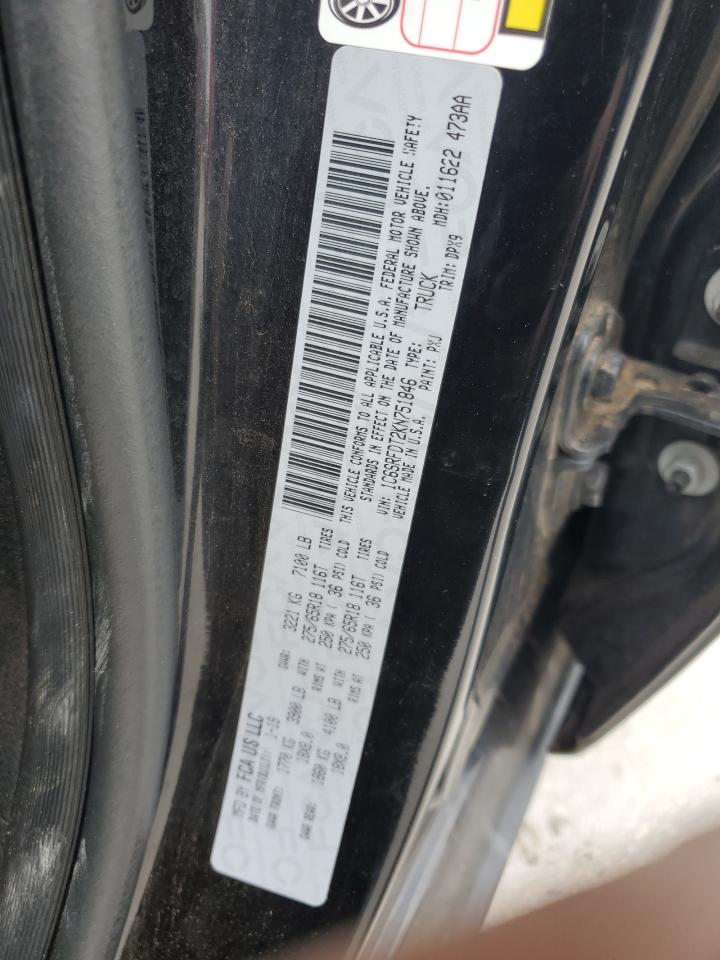 MFD BY FCA US LLC
DATE OF MFR 1-19 GVWR: 3221 KG 7100 LB
GAWR FRONT: 1770 KG 3900 LB WITH 275/65R18 116T TIRES
18X8.0 RIMS AT 250 KPA ( 36 PSI) COLD
GAWR REAR: 1860 KG 4100 LB WITH 275/65R18 116T TIRES
18X8.0 RIMS AT 250 KPA ( 36 PSI) COLD
THIS VEHICLE CONFORMS TO ALL APPLICABLE U.S.A. FEDERAL MOTOR VEHICLE SAFETY
STANDARDS IN EFFECT ON THE DATE OF MANUFACTURE SHOWN ABOVE.
VIN: 1C6SRFDT2KN751846 TYPE: TRUCK MDH:011622 473AA
VEHICLE MADE IN U.S.A. PAINT: PXJ TRIM: DPX9